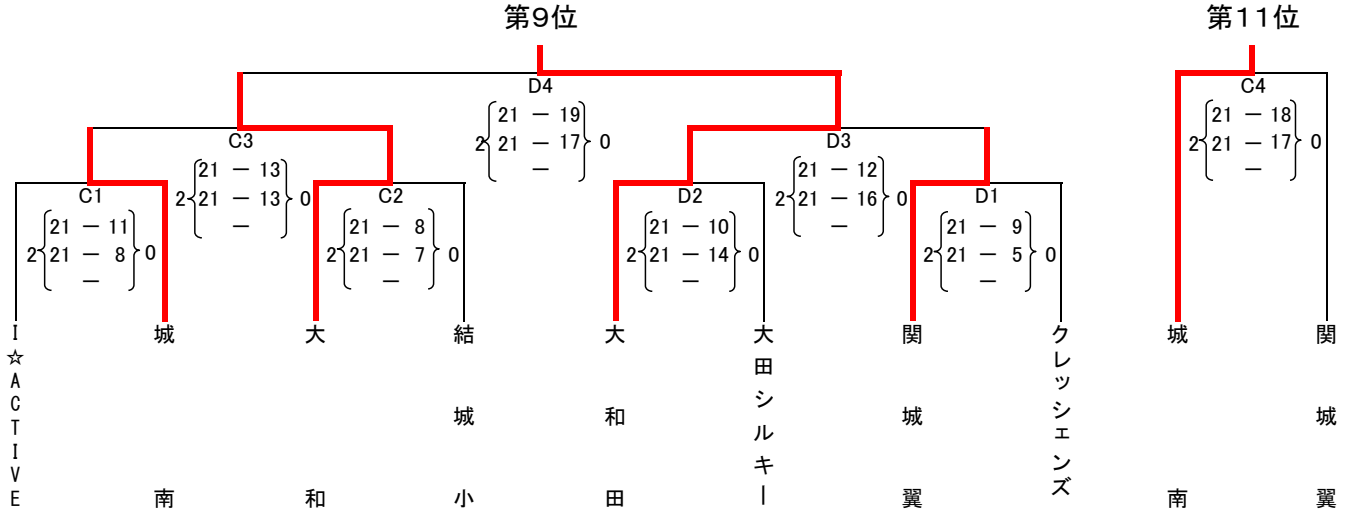 第9位
第11位
D4
21 － 19
2 21 － 17 0
－
C4
21 － 18
2 21 － 17 0
－
C3
21 － 13
2 21 － 13 0
－
D3
21 － 12
2 21 － 16 0
－
C1
21 － 11
2 21 － 8 0
－
C2
21 － 8
2 21 － 7 0
－
D2
21 － 10
2 21 － 14 0
－
D1
21 － 9
2 21 － 5 0
－
I☆ACTIVE
城南
大和
結城小
大和田
大田シルキー
関城翼
クレッシェンズ
城南
関城翼